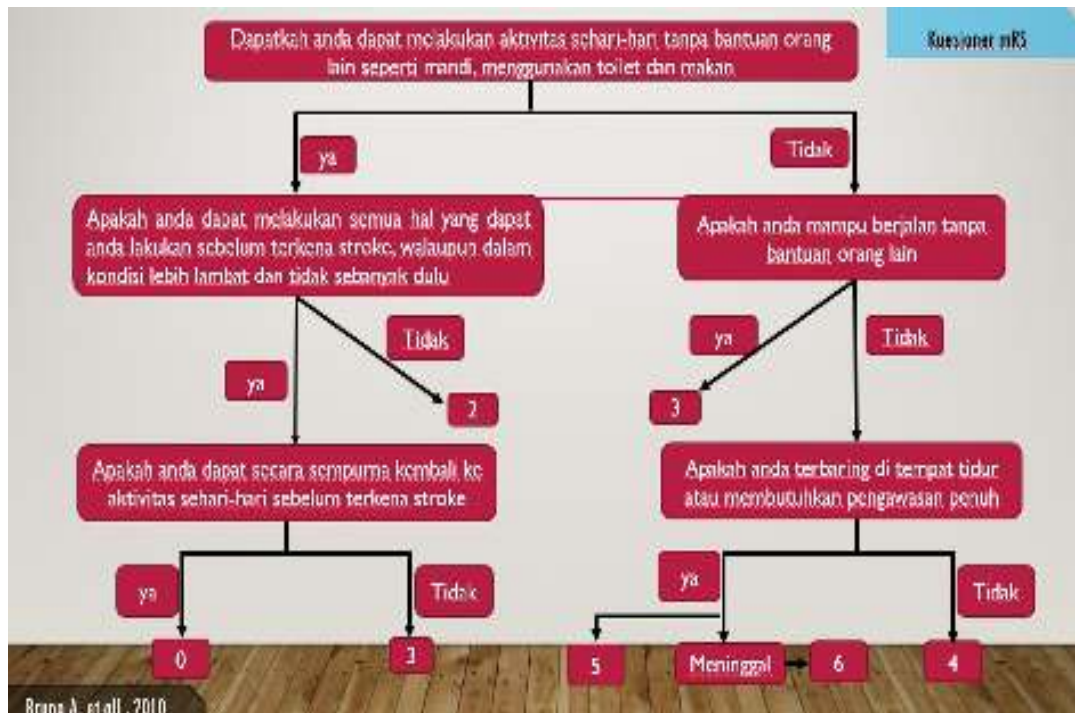 Kuesioner mRS
Dapatkah anda dapat melakukan aktivitas sehari-hari tanpa bantuan orang
lain seperti mandi, menggunakan toilet dan makan
ya
Tidak
Apakah anda dapat melakukan semua hal yang dapat
anda lakukan sebelum terkena stroke, walaupun dalam
kondisi lebih lambat dan tidak sebanyak dulu
Apakah anda mampu berjalan tanpa
bantuan orang lain
ya
Tidak
2
ya
Tidak
3
Apakah anda dapat secara sempurna kembali ke
aktivitas sehari-hari sebelum terkena stroke
Apakah anda terbaring di tempat tidur
atau membutuhkan pengawasan penuh
ya
Tidak
0
ya
Tidak
5
Meninggal
6
4
Bruno A, et all, 2010